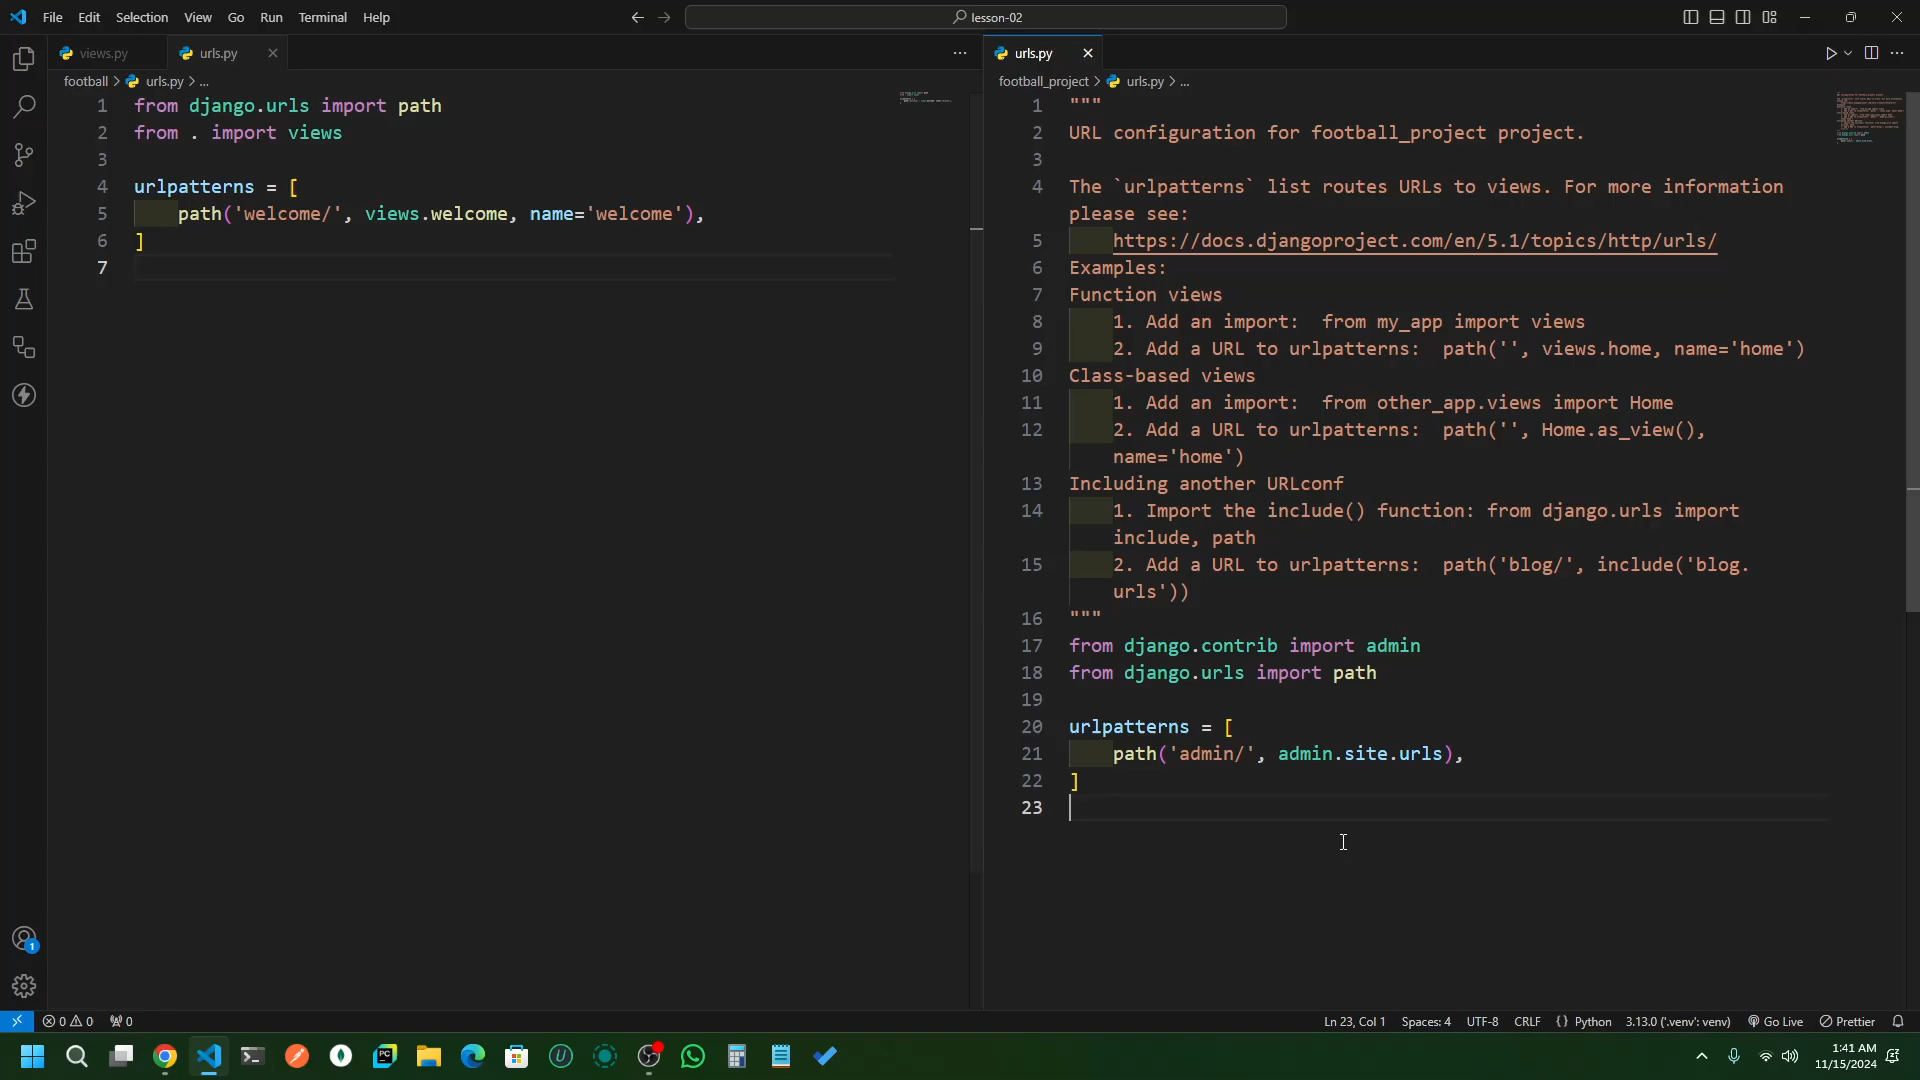 File Edit Selection View Go Run Terminal Help
lesson-02
views.py
urls.py
football > urls.py > ...
1 from django.urls import path
2 from . import views
3
4 urlpatterns = [
5 path('welcome/', views.welcome, name='welcome'),
6 ]
7
urls.py
football_project > urls.py > ...
1 """
2 URL configuration for football_project project.
3
4 The `urlpatterns` list routes URLs to views. For more information
please see:
5 https://docs.djangoproject.com/en/5.1/topics/http/urls/
6 Examples:
7 Function views
8 1. Add an import:  from my_app import views
9 2. Add a URL to urlpatterns:  path('', views.home, name='home')
10 Class-based views
11 1. Add an import:  from other_app.views import Home
12 2. Add a URL to urlpatterns:  path('', Home.as_view(),
name='home')
13 Including another URLconf
14 1. Import the include() function: from django.urls import
include, path
15 2. Add a URL to urlpatterns:  path('blog/', include('blog.
urls'))
16 """
17 from django.contrib import admin
18 from django.urls import path
19
20 urlpatterns = [
21 path('admin/', admin.site.urls),
22 ]
23
1
0 0 0
Ln 23, Col 1 Spaces: 4 UTF-8 CRLF Python 3.13.0 ('.venv': venv) Go Live Prettier
PC
1:41 AM
11/15/2024